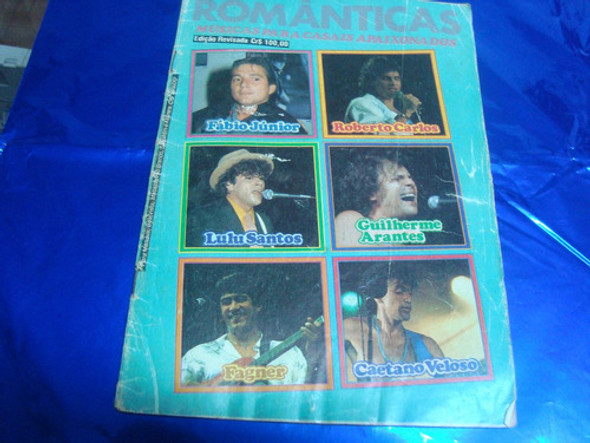 ROMÂNTICAS
MÚSICAS PARA CASAIS APAIXONADOS
Edição Revisada Cr$ 100,00
Fábio Júnior
Roberto Carlos
Lulu Santos
Guilherme
Arantes
Fagner
Caetano Veloso